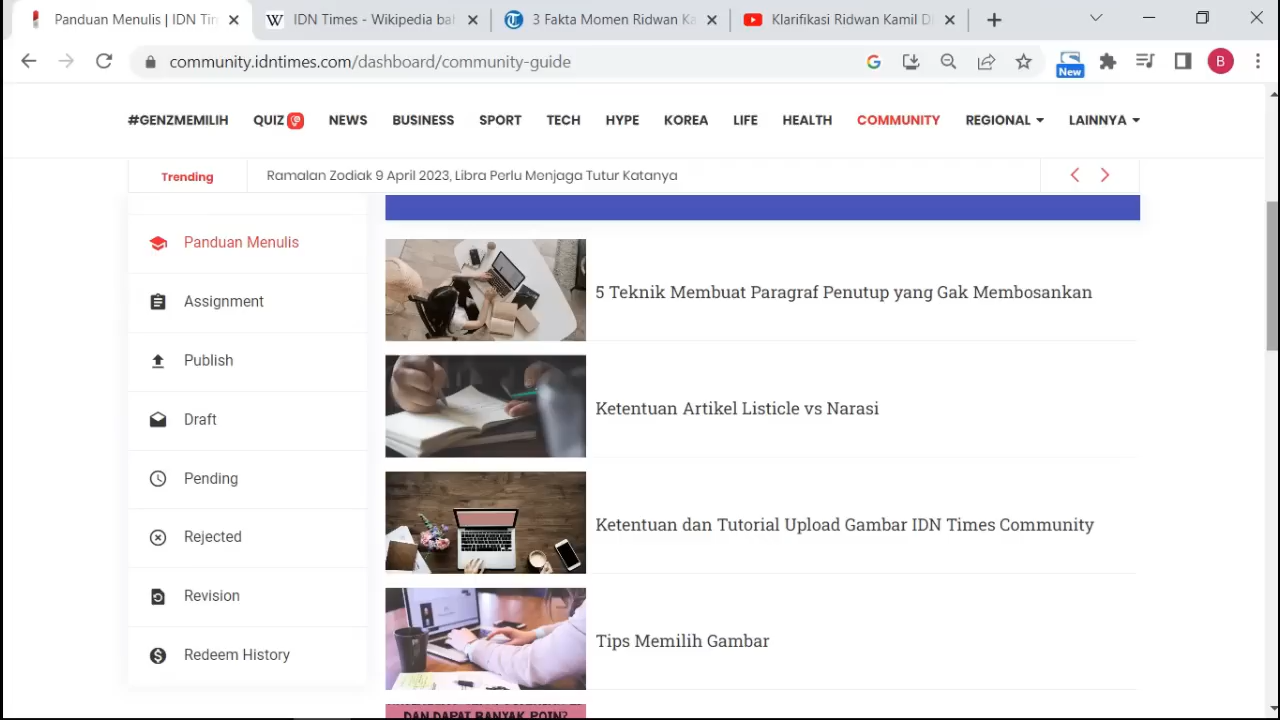 Panduan Menulis | IDN Tim
IDN Times - Wikipedia bah
3 Fakta Momen Ridwan Ka
Klarifikasi Ridwan Kamil Di
community.idntimes.com/dashboard/community-guide
New
B
#GENZMEMILIH QUIZ NEWS BUSINESS SPORT TECH HYPE KOREA LIFE HEALTH COMMUNITY REGIONAL LAINNYA
Trending
Ramalan Zodiak 9 April 2023, Libra Perlu Menjaga Tutur Katanya
Panduan Menulis
Assignment
Publish
Draft
Pending
Rejected
Revision
Redeem History
5 Teknik Membuat Paragraf Penutup yang Gak Membosankan
Ketentuan Artikel Listicle vs Narasi
Ketentuan dan Tutorial Upload Gambar IDN Times Community
Tips Memilih Gambar
DAN DAPAT BANYAK POIN?